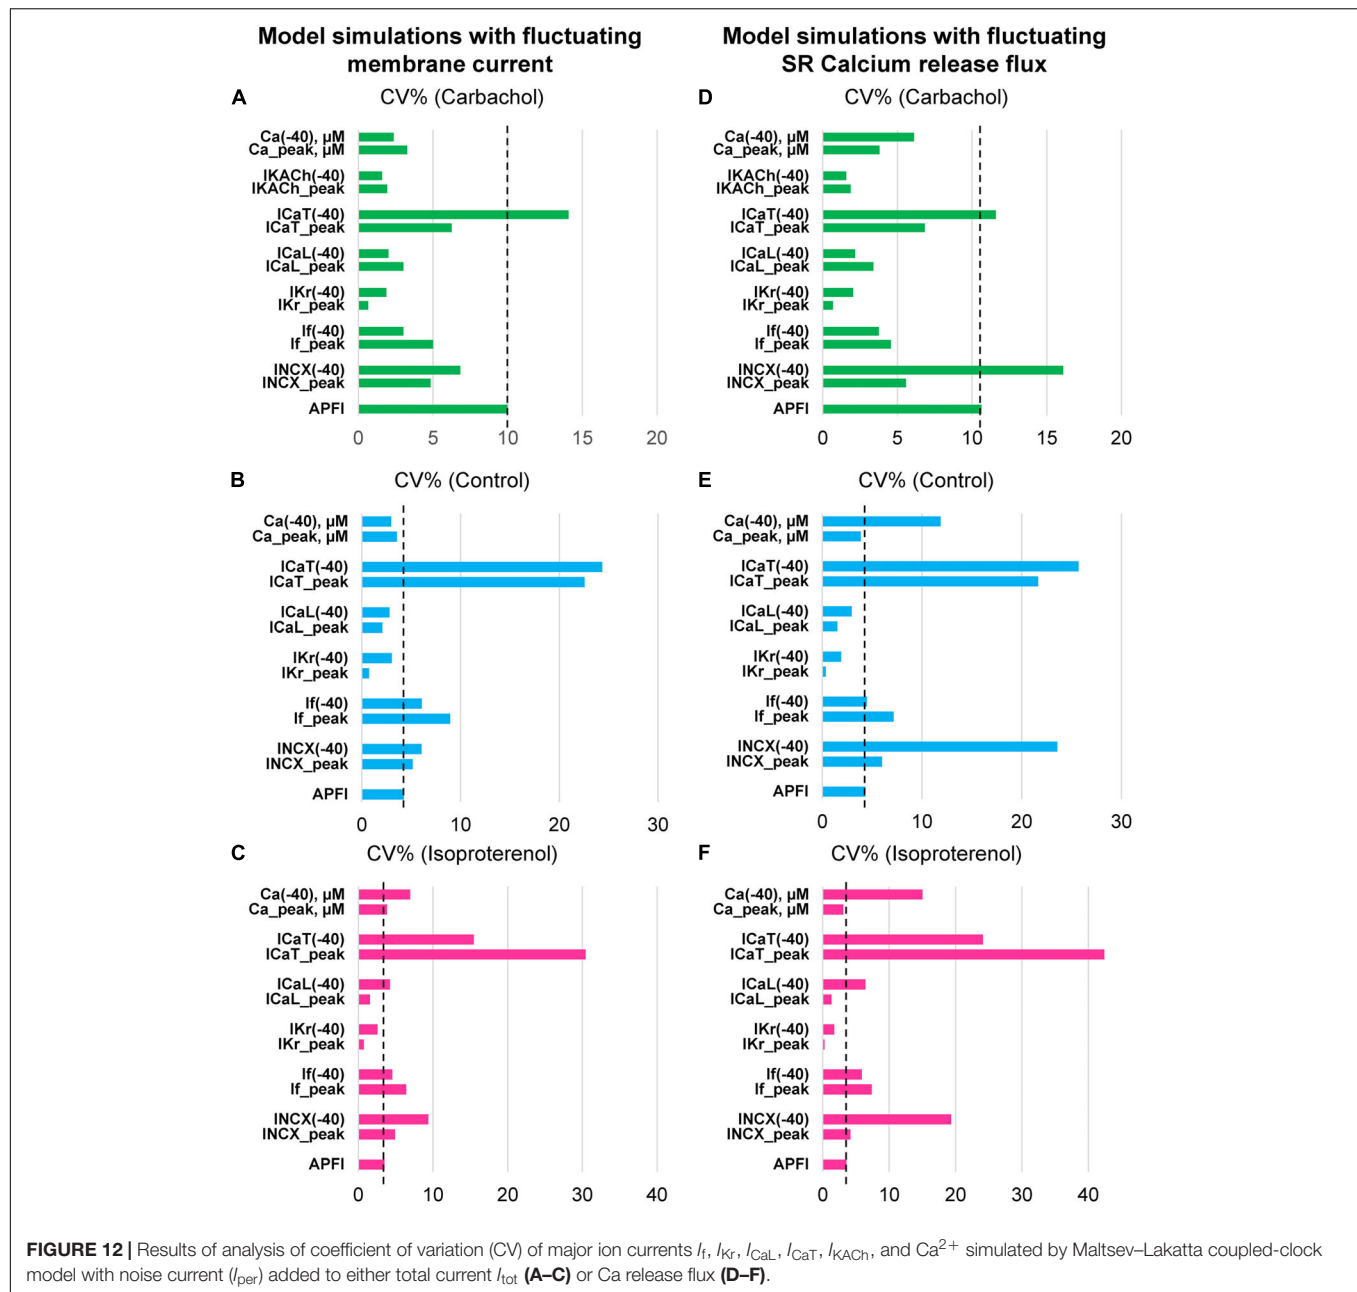 Model simulations with fluctuating
membrane current
Model simulations with fluctuating
SR Calcium release flux
A
CV% (Carbachol)
Ca(-40), µM
Ca_peak, µM
IKACh(-40)
IKACh_peak
ICaT(-40)
ICaT_peak
ICaL(-40)
ICaL_peak
IKr(-40)
IKr_peak
If(-40)
If_peak
INCX(-40)
INCX_peak
APFI
0 5 10 15 20
D
CV% (Carbachol)
Ca(-40), µM
Ca_peak, µM
IKACh(-40)
IKACh_peak
ICaT(-40)
ICaT_peak
ICaL(-40)
ICaL_peak
IKr(-40)
IKr_peak
If(-40)
If_peak
INCX(-40)
INCX_peak
APFI
0 5 10 15 20
B
CV% (Control)
Ca(-40), µM
Ca_peak, µM
ICaT(-40)
ICaT_peak
ICaL(-40)
ICaL_peak
IKr(-40)
IKr_peak
If(-40)
If_peak
INCX(-40)
INCX_peak
APFI
0 10 20 30
E
CV% (Control)
Ca(-40), µM
Ca_peak, µM
ICaT(-40)
ICaT_peak
ICaL(-40)
ICaL_peak
IKr(-40)
IKr_peak
If(-40)
If_peak
INCX(-40)
INCX_peak
APFI
0 10 20 30
C
CV% (Isoproterenol)
Ca(-40), µM
Ca_peak, µM
ICaT(-40)
ICaT_peak
ICaL(-40)
ICaL_peak
IKr(-40)
IKr_peak
If(-40)
If_peak
INCX(-40)
INCX_peak
APFI
0 10 20 30 40
F
CV% (Isoproterenol)
Ca(-40), µM
Ca_peak, µM
ICaT(-40)
ICaT_peak
ICaL(-40)
ICaL_peak
IKr(-40)
IKr_peak
If(-40)
If_peak
INCX(-40)
INCX_peak
APFI
0 10 20 30 40
FIGURE 12 | Results of analysis of coefficient of variation (CV) of major ion currents If, IKr, ICaL, ICaT, IKACh, and Ca2+ simulated by Maltsev–Lakatta coupled-clock
model with noise current (Iper) added to either total current Itot (A–C) or Ca release flux (D–F).